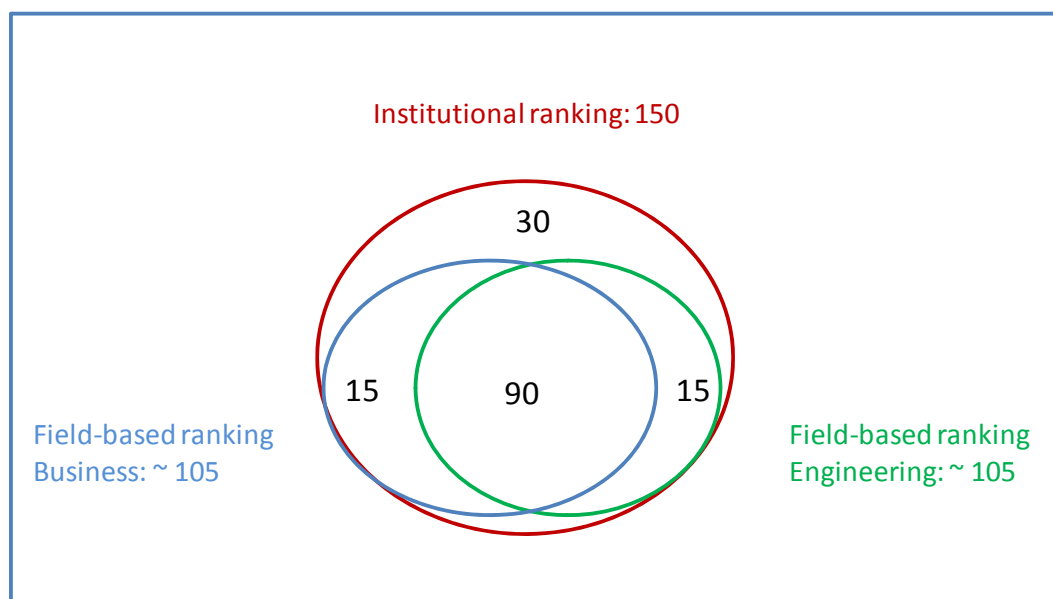 Institutional ranking: 150
30
15
90
15
Field-based ranking
Business: ~ 105
Field-based ranking
Engineering: ~ 105